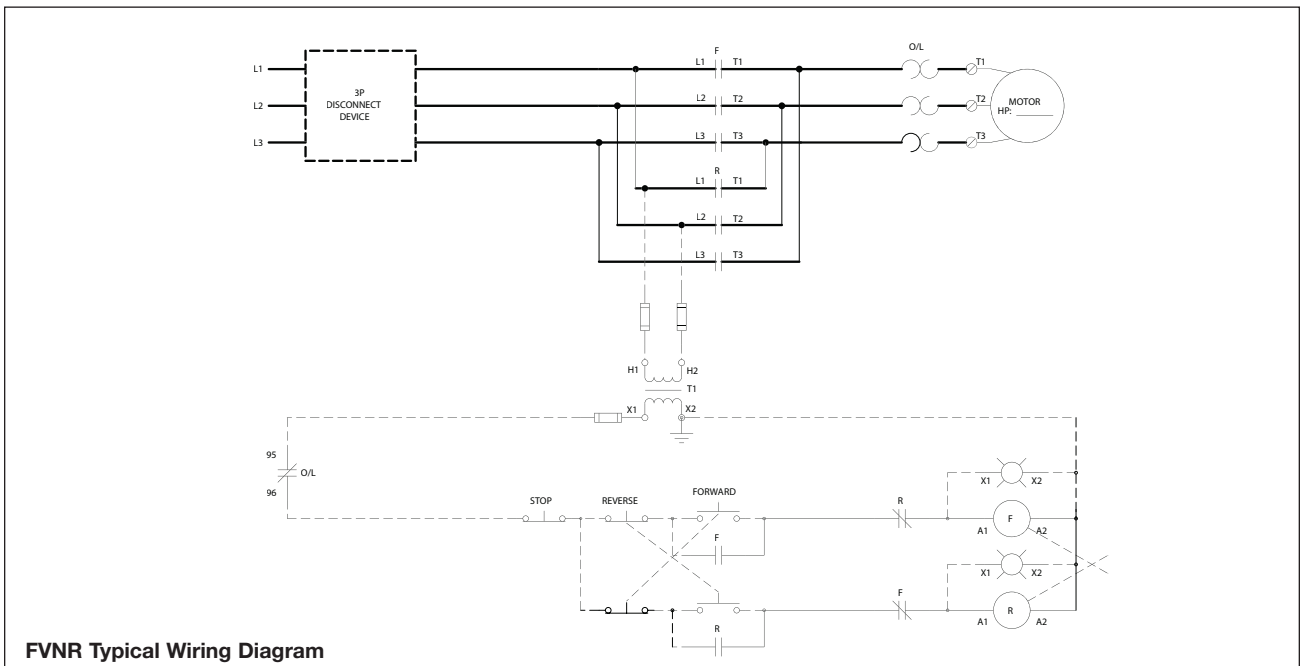 F
O/L
L1
L1
T1
T1
3P
DISCONNECT
DEVICE
L2
L2
T2
T2
MOTOR
HP:
L3
L3
T3
T3
R
L1
T1
L2
T2
L3
T3
H1
H2
T1
X1
X2
95
O/L
96
X1
X2
STOP
REVERSE
FORWARD
R
F
A1
A2
F
X1
X2
F
R
A1
A2
R
FVNR Typical Wiring Diagram